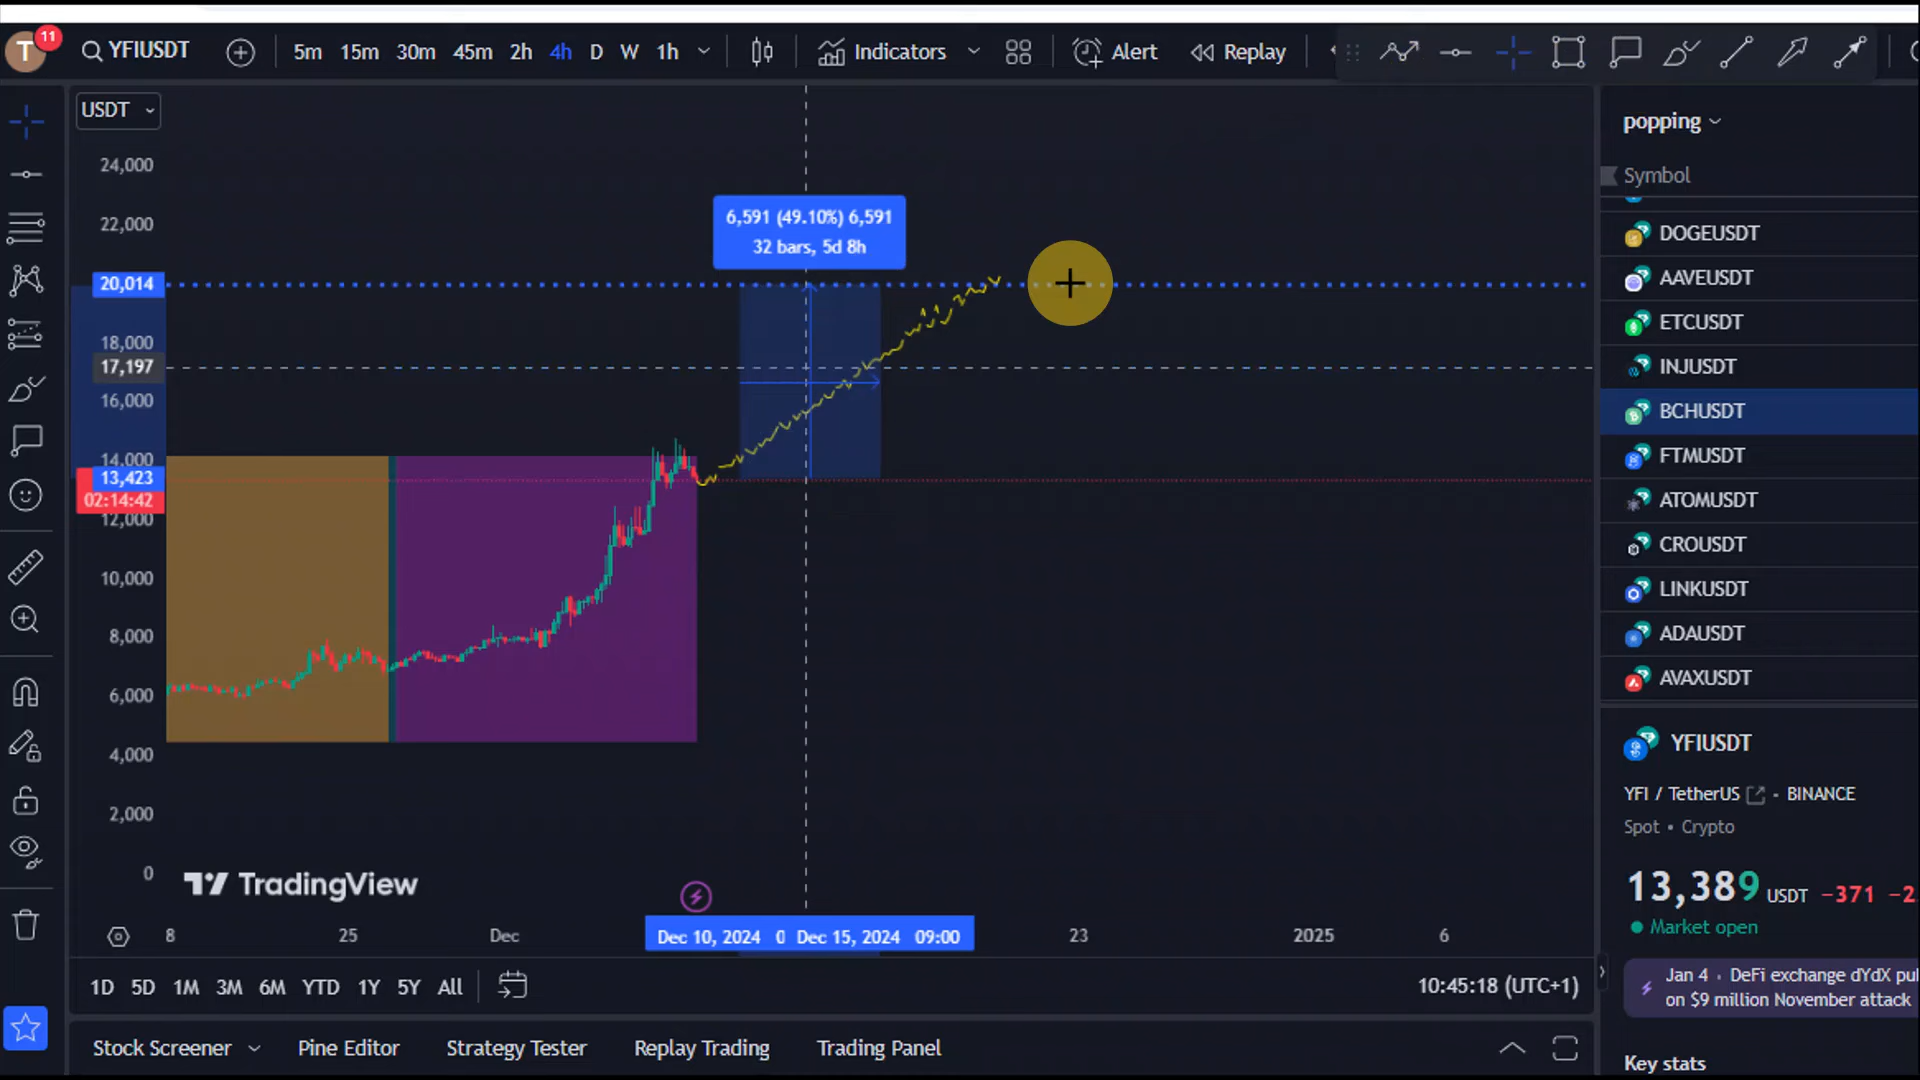 T 11 YFIUSDT 5m 15m 30m 45m 2h 4h D W 1h Indicators Alert Replay
USDT
24,000
22,000
20,014
18,000
17,197
16,000
14,000
13,423
02:14:42
12,000
10,000
8,000
6,000
4,000
2,000
0
6,591 (49.10%) 6,591
32 bars, 5d 8h
TradingView
8 25 Dec Dec 10, 2024 0 Dec 15, 2024 09:00 23 2025 6
1D 5D 1M 3M 6M YTD 1Y 5Y All 10:45:18 (UTC+1)
Stock Screener Pine Editor Strategy Tester Replay Trading Trading Panel
popping
Symbol
DOGEUSDT
AAVEUSDT
ETCUSDT
INJUSDT
BCHUSDT
FTMUSDT
ATOMUSDT
CROUSDT
LINKUSDT
ADAUSDT
AVAXUSDT
YFIUSDT
YFI / TetherUS • BINANCE
Spot • Crypto
13,389 USDT −371 −2
Market open
Jan 4 • DeFi exchange dYdX pul
on $9 million November attack
Key stats